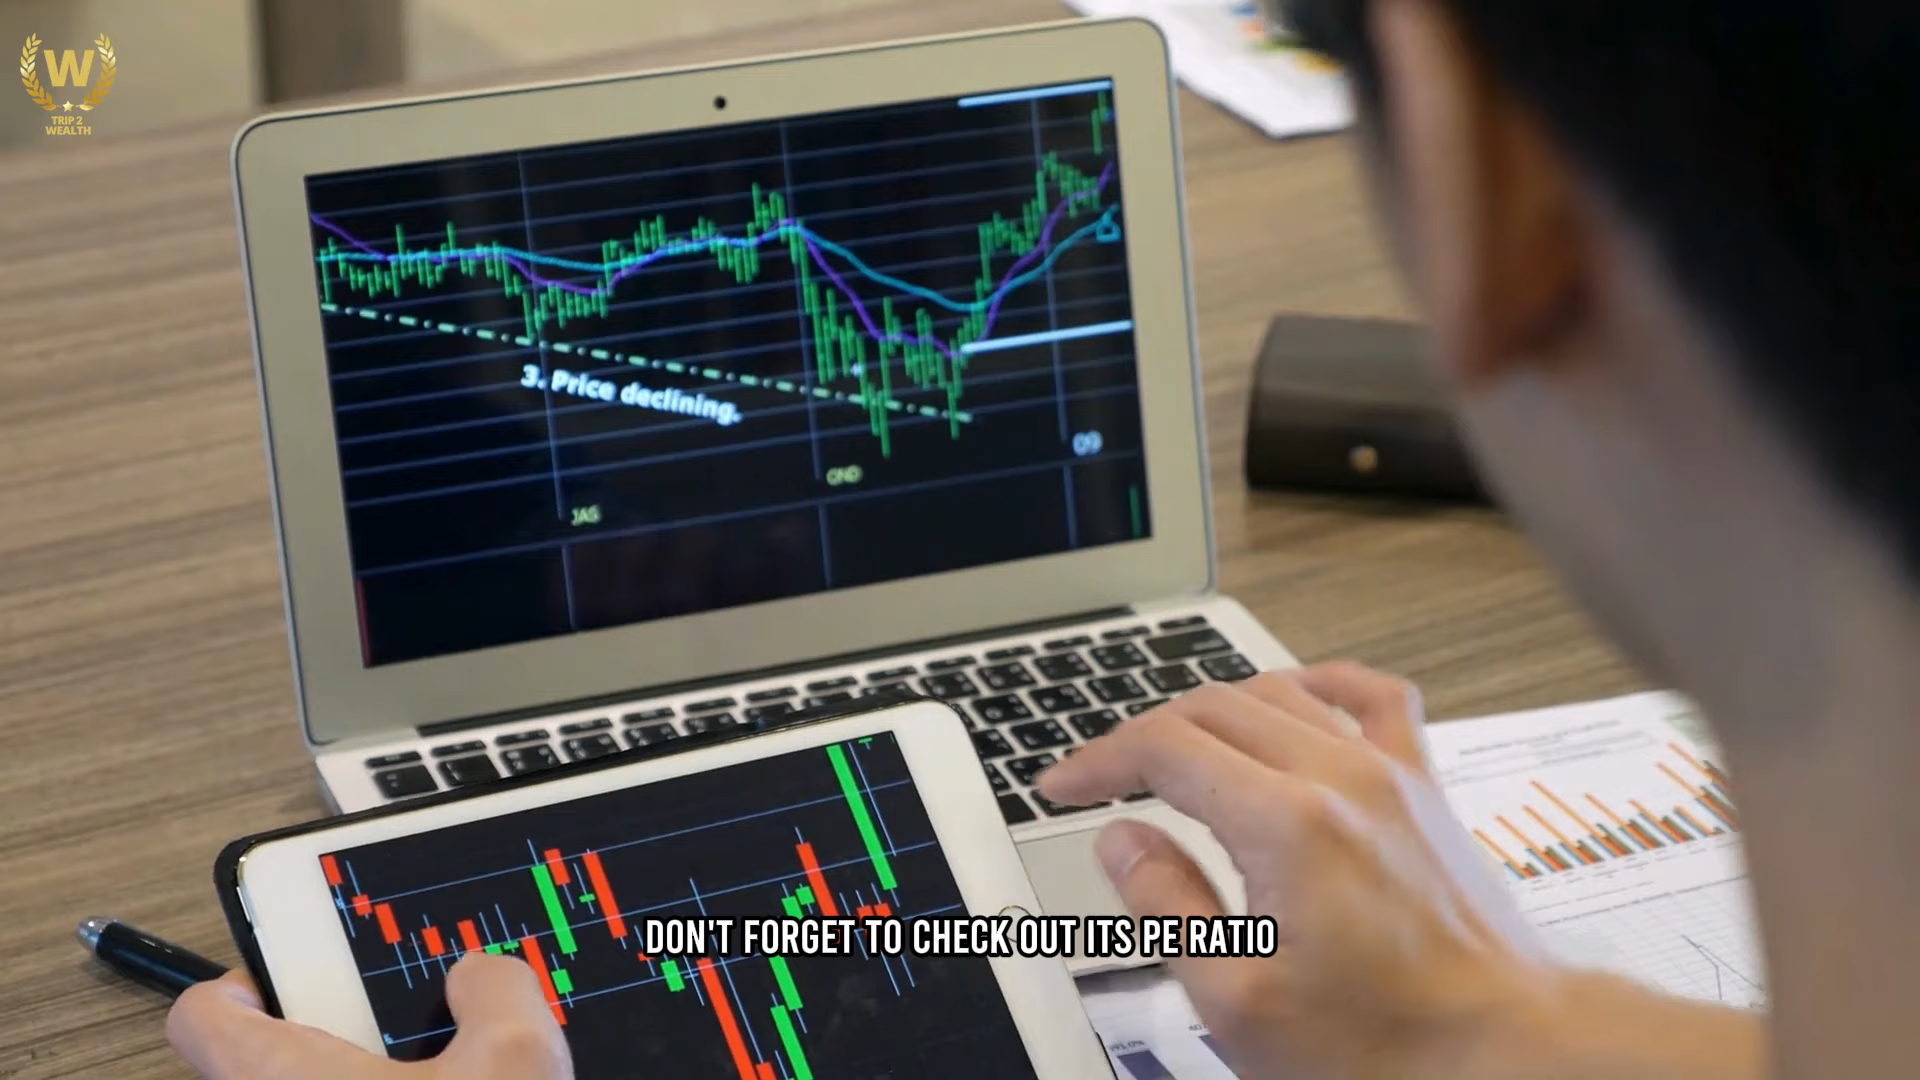 W
TRIP 2
WEALTH
3. Price declining.
09
OND
JAS
DON'T FORGET TO CHECK OUT ITS PE RATIO